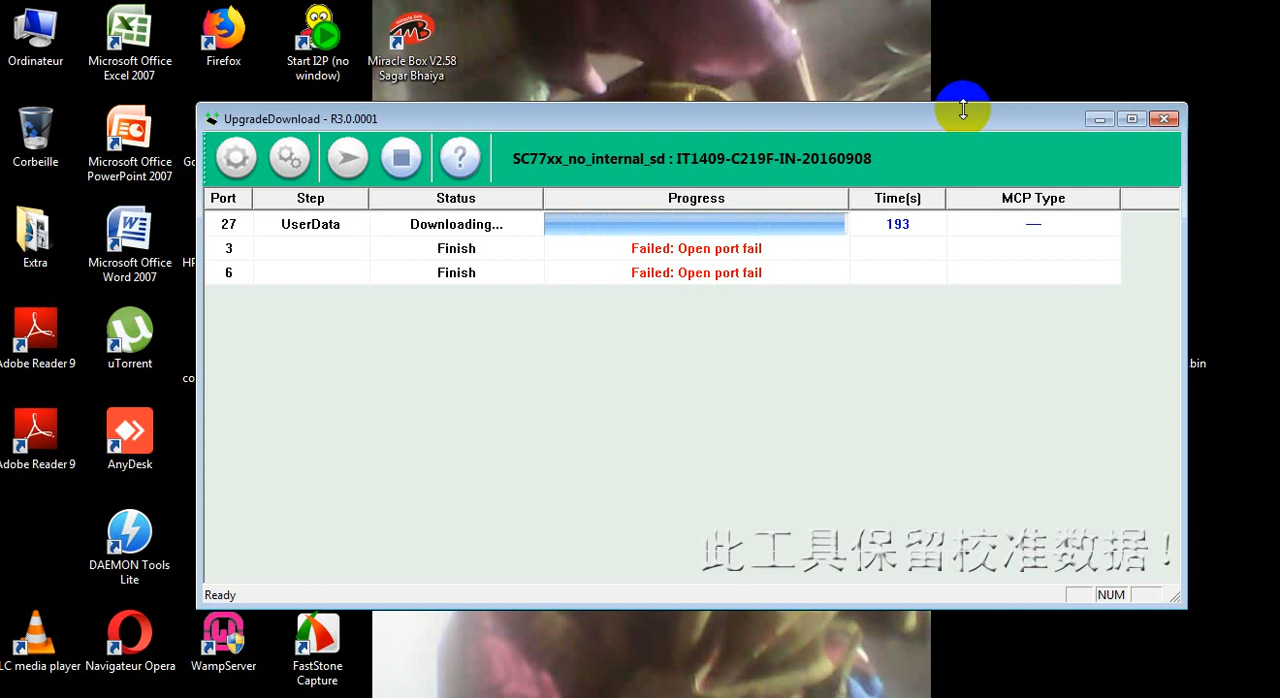 Ordinateur
Microsoft Office
Excel 2007
Firefox
Start I2P (no
window)
Miracle Box V2.58
Sagar Bhaiya
Corbeille
Microsoft Office
PowerPoint 2007
Extra
Microsoft Office
Word 2007
Adobe Reader 9
uTorrent
Adobe Reader 9
AnyDesk
DAEMON Tools
Lite
LC media player
Navigateur Opera
WampServer
FastStone
Capture
UpgradeDownload - R3.0.0001
SC77xx_no_internal_sd : IT1409-C219F-IN-20160908
Port Step Status Progress Time(s) MCP Type
27 UserData Downloading... 193 —
3 Finish Failed: Open port fail
6 Finish Failed: Open port fail
此工具保留校准数据！
Ready
NUM
.bin